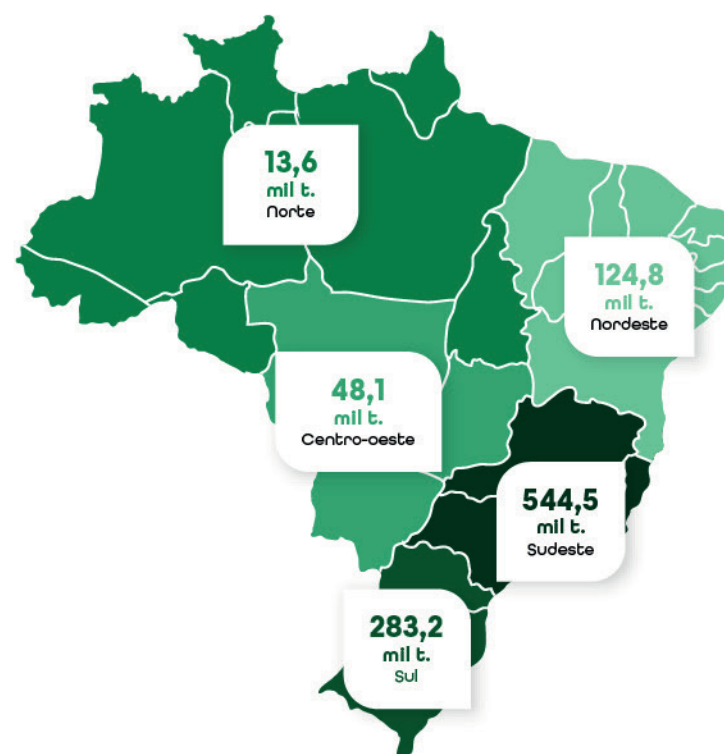 13,6
mil t.
Norte
124,8
mil t.
Nordeste
48,1
mil t.
Centro-oeste
544,5
mil t.
Sudeste
283,2
mil t.
Sul